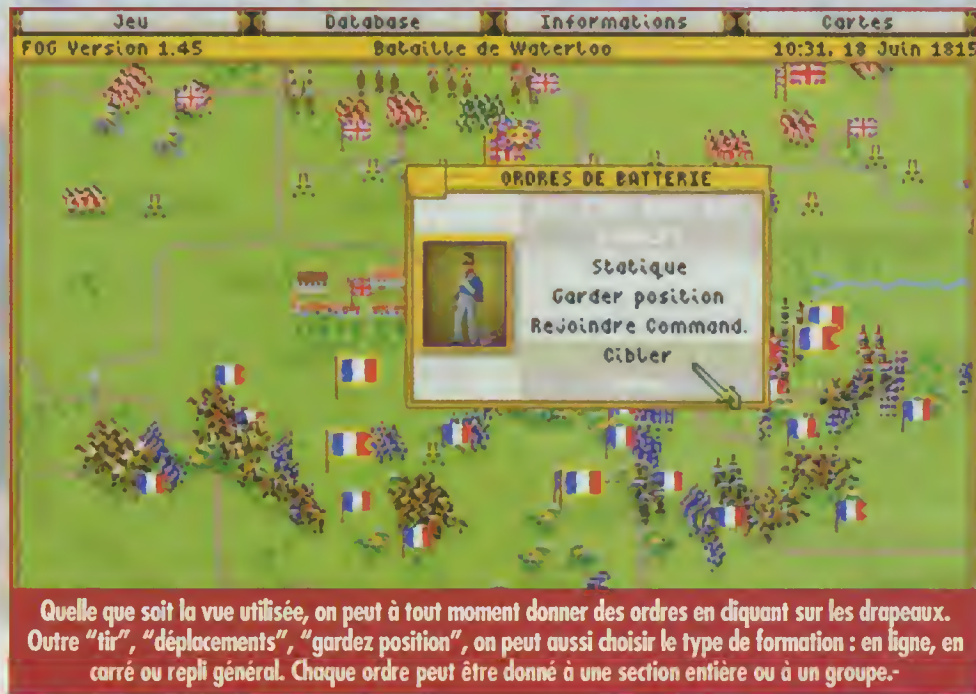 Jeu Database Informations Cartes
FOG Version 1.45 Bataille de Waterloo 10:31, 18 Juin 1815
ORDRES DE BATTERIE
Statique
Garder position
Rejoindre Command.
Cibler
Quelle que soit la vue utilisée, on peut à tout moment donner des ordres en cliquant sur les drapeaux.
Outre "tir", "déplacements", "gardez position", on peut aussi choisir le type de formation : en ligne, en
carré ou repli général. Chaque ordre peut être donné à une section entière ou à un groupe.-